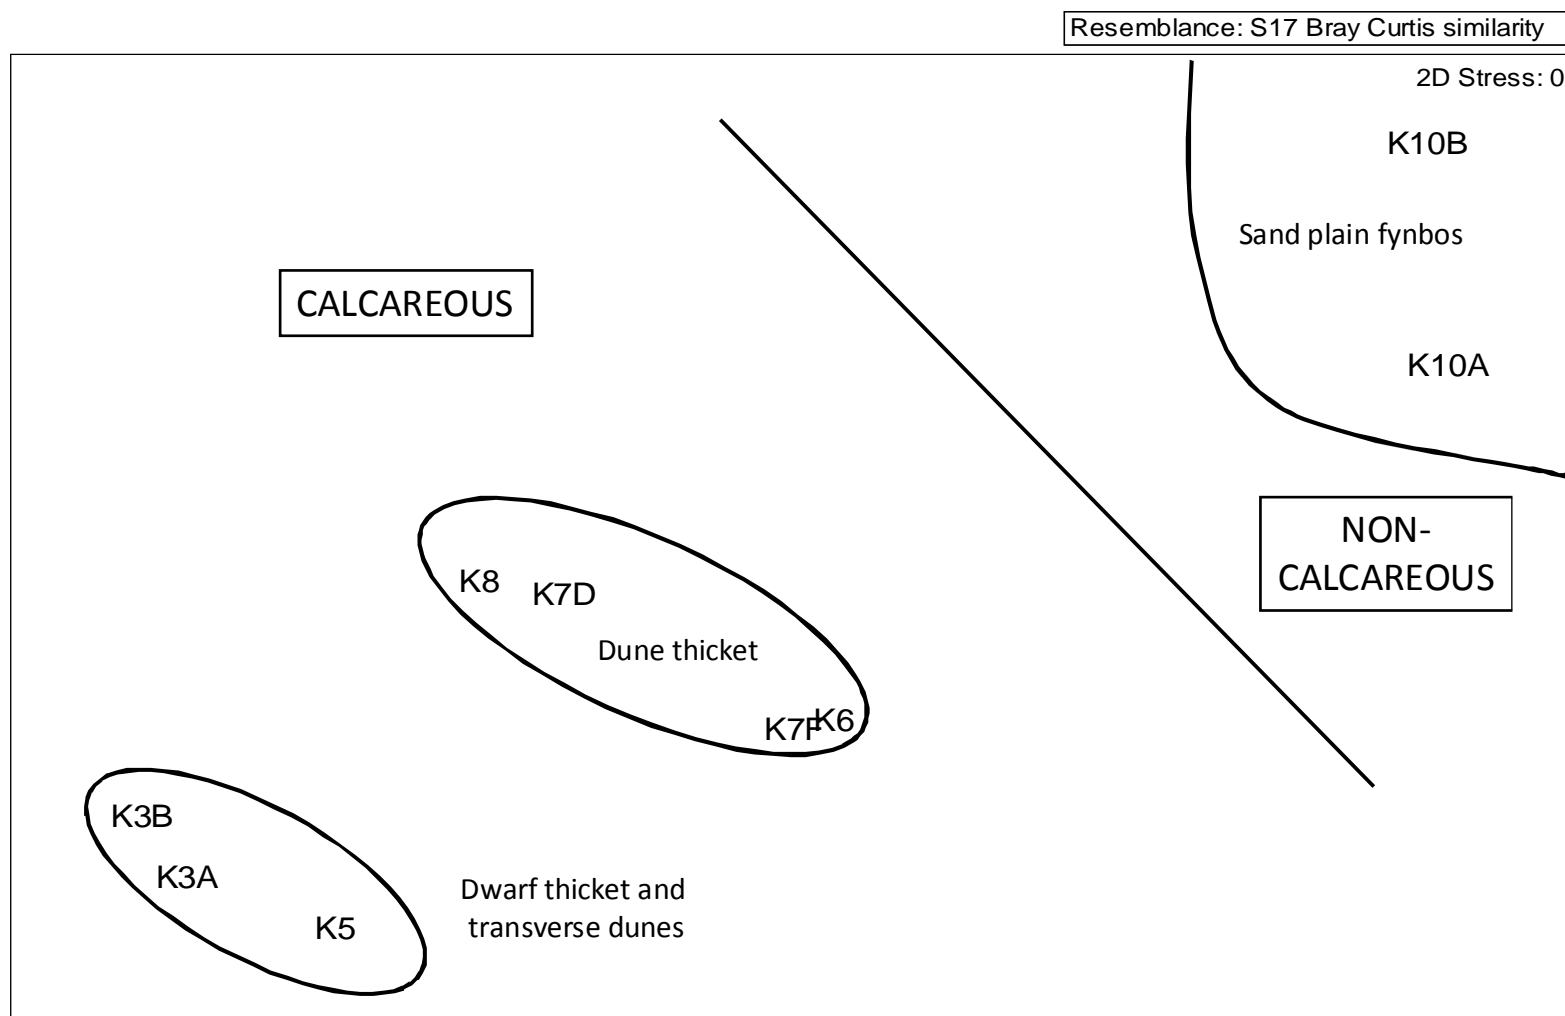 Resemblance: S17 Bray Curtis similarity
2D Stress: 0
K10B
Sand plain fynbos
CALCAREOUS
K10A
NON-
CALCAREOUS
K8
K7D
Dune thicket
K7F
K6
K3B
K3A
K5
Dwarf thicket and
transverse dunes